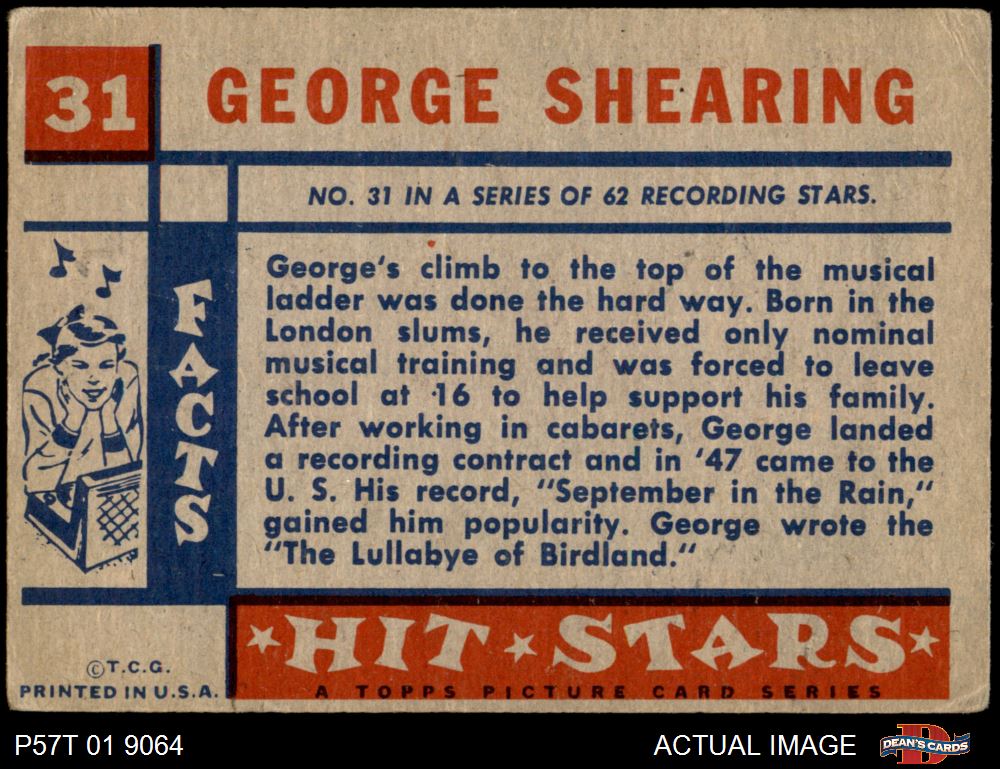 31
GEORGE SHEARING
NO. 31 IN A SERIES OF 62 RECORDING STARS.
FACTS
George's climb to the top of the musical
ladder was done the hard way. Born in the
London slums, he received only nominal
musical training and was forced to leave
school at 16 to help support his family.
After working in cabarets, George landed
a recording contract and in '47 came to the
U. S. His record, "September in the Rain,"
gained him popularity. George wrote the
"The Lullabye of Birdland."
HIT STARS
A TOPPS PICTURE CARD SERIES
©T.C.G.
PRINTED IN U.S.A.
P57T 01 9064
ACTUAL IMAGE
DEAN'S CARDS